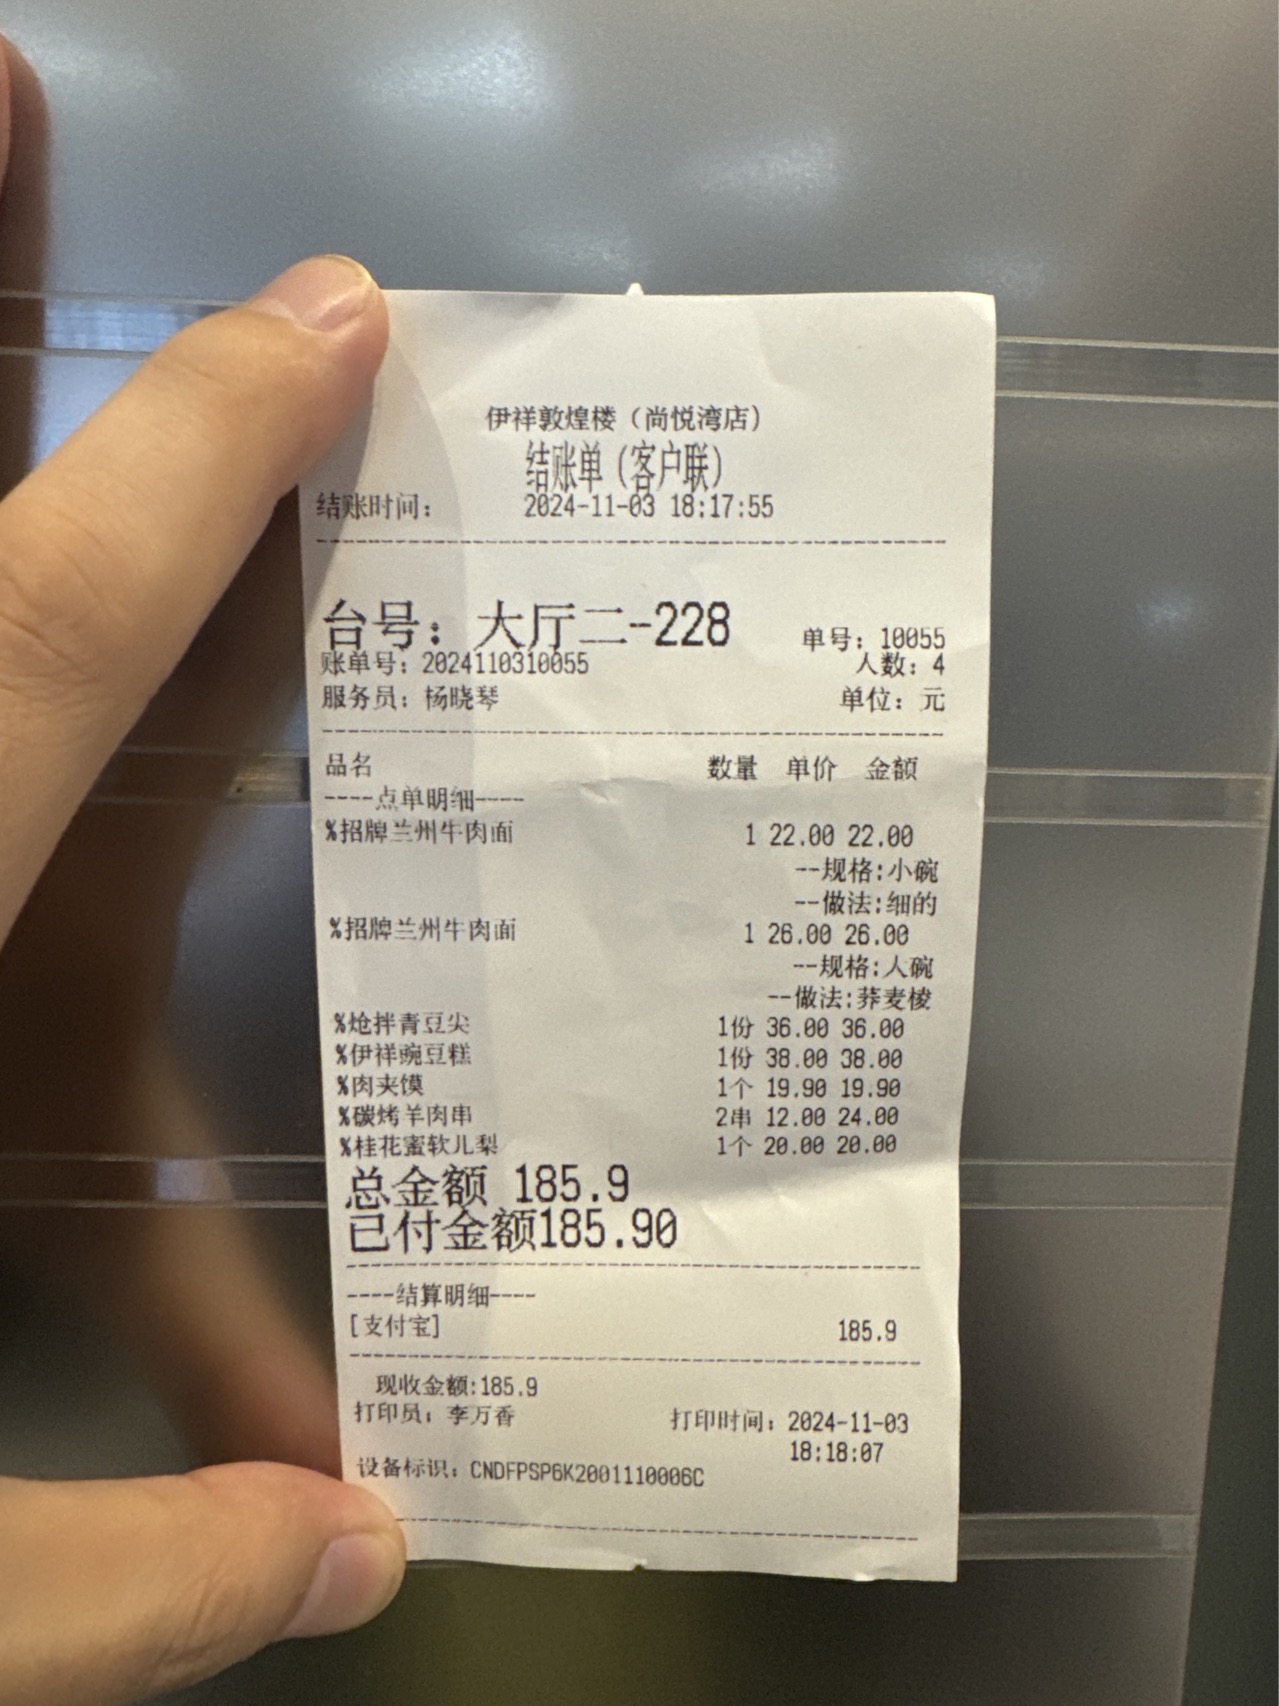 伊祥敦煌楼（尚悦湾店）
结账单（客户联）
结账时间： 2024-11-03 18:17:55
台号：大厅二-228 单号：10055
账单号：2024110310055 人数：4
服务员：杨晓琴 单位：元
品名 数量 单价 金额
----点单明细----
%招牌兰州牛肉面 1 22.00 22.00
--规格:小碗
--做法:细的
%招牌兰州牛肉面 1 26.00 26.00
--规格:人碗
--做法:荞麦棱
%炝拌青豆尖 1份 36.00 36.00
%伊祥豌豆糕 1份 38.00 38.00
%肉夹馍 1个 19.90 19.90
%碳烤羊肉串 2串 12.00 24.00
%桂花蜜软儿梨 1个 20.00 20.00
总金额 185.9
已付金额185.90
----结算明细----
[支付宝] 185.9
现收金额:185.9
打印员：李万香 打印时间：2024-11-03
18:18:07
设备标识：CNDFPSP6K2001110006C